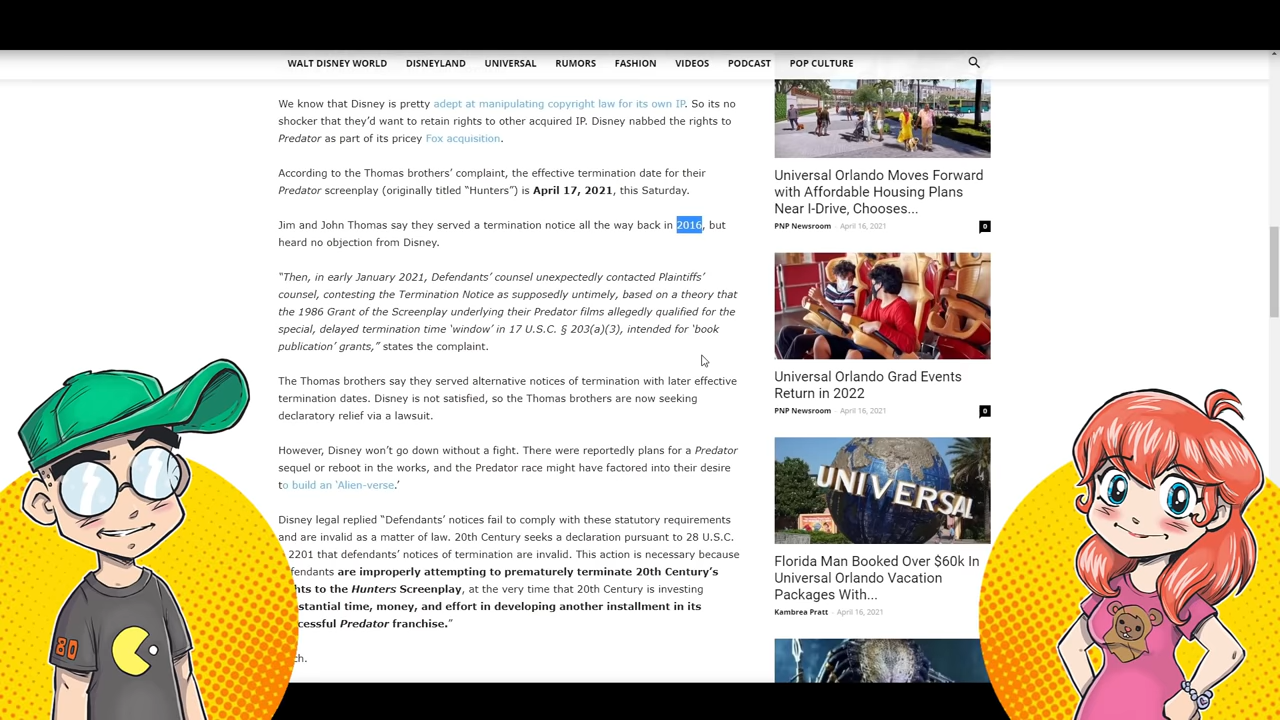 WALT DISNEY WORLD DISNEYLAND UNIVERSAL RUMORS FASHION VIDEOS PODCAST POP CULTURE
We know that Disney is pretty adept at manipulating copyright law for its own IP. So its no
shocker that they’d want to retain rights to other acquired IP. Disney nabbed the rights to
Predator as part of its pricey Fox acquisition.
According to the Thomas brothers’ complaint, the effective termination date for their
Predator screenplay (originally titled “Hunters”) is April 17, 2021, this Saturday.
Jim and John Thomas say they served a termination notice all the way back in 2016, but
heard no objection from Disney.
“Then, in early January 2021, Defendants’ counsel unexpectedly contacted Plaintiffs’
counsel, contesting the Termination Notice as supposedly untimely, based on a theory that
the 1986 Grant of the Screenplay underlying their Predator films allegedly qualified for the
special, delayed termination time ‘window’ in 17 U.S.C. § 203(a)(3), intended for ‘book
publication’ grants,” states the complaint.
The Thomas brothers say they served alternative notices of termination with later effective
termination dates. Disney is not satisfied, so the Thomas brothers are now seeking
declaratory relief via a lawsuit.
However, Disney won’t go down without a fight. There were reportedly plans for a Predator
sequel or reboot in the works, and the Predator race might have factored into their desire
to build an ‘Alien-verse.’
Disney legal replied “Defendants’ notices fail to comply with these statutory requirements
and are invalid as a matter of law. 20th Century seeks a declaration pursuant to 28 U.S.C.
2201 that defendants’ notices of termination are invalid. This action is necessary because
fendants are improperly attempting to prematurely terminate 20th Century’s
hts to the Hunters Screenplay, at the very time that 20th Century is investing
stantial time, money, and effort in developing another installment in its
cessful Predator franchise.”
ch.
Universal Orlando Moves Forward
with Affordable Housing Plans
Near I-Drive, Chooses...
PNP Newsroom - April 16, 2021 0
Universal Orlando Grad Events
Return in 2022
PNP Newsroom - April 16, 2021 0
UNIVERSAL
Florida Man Booked Over $60k In
Universal Orlando Vacation
Packages With...
Kambrea Pratt - April 16, 2021
80